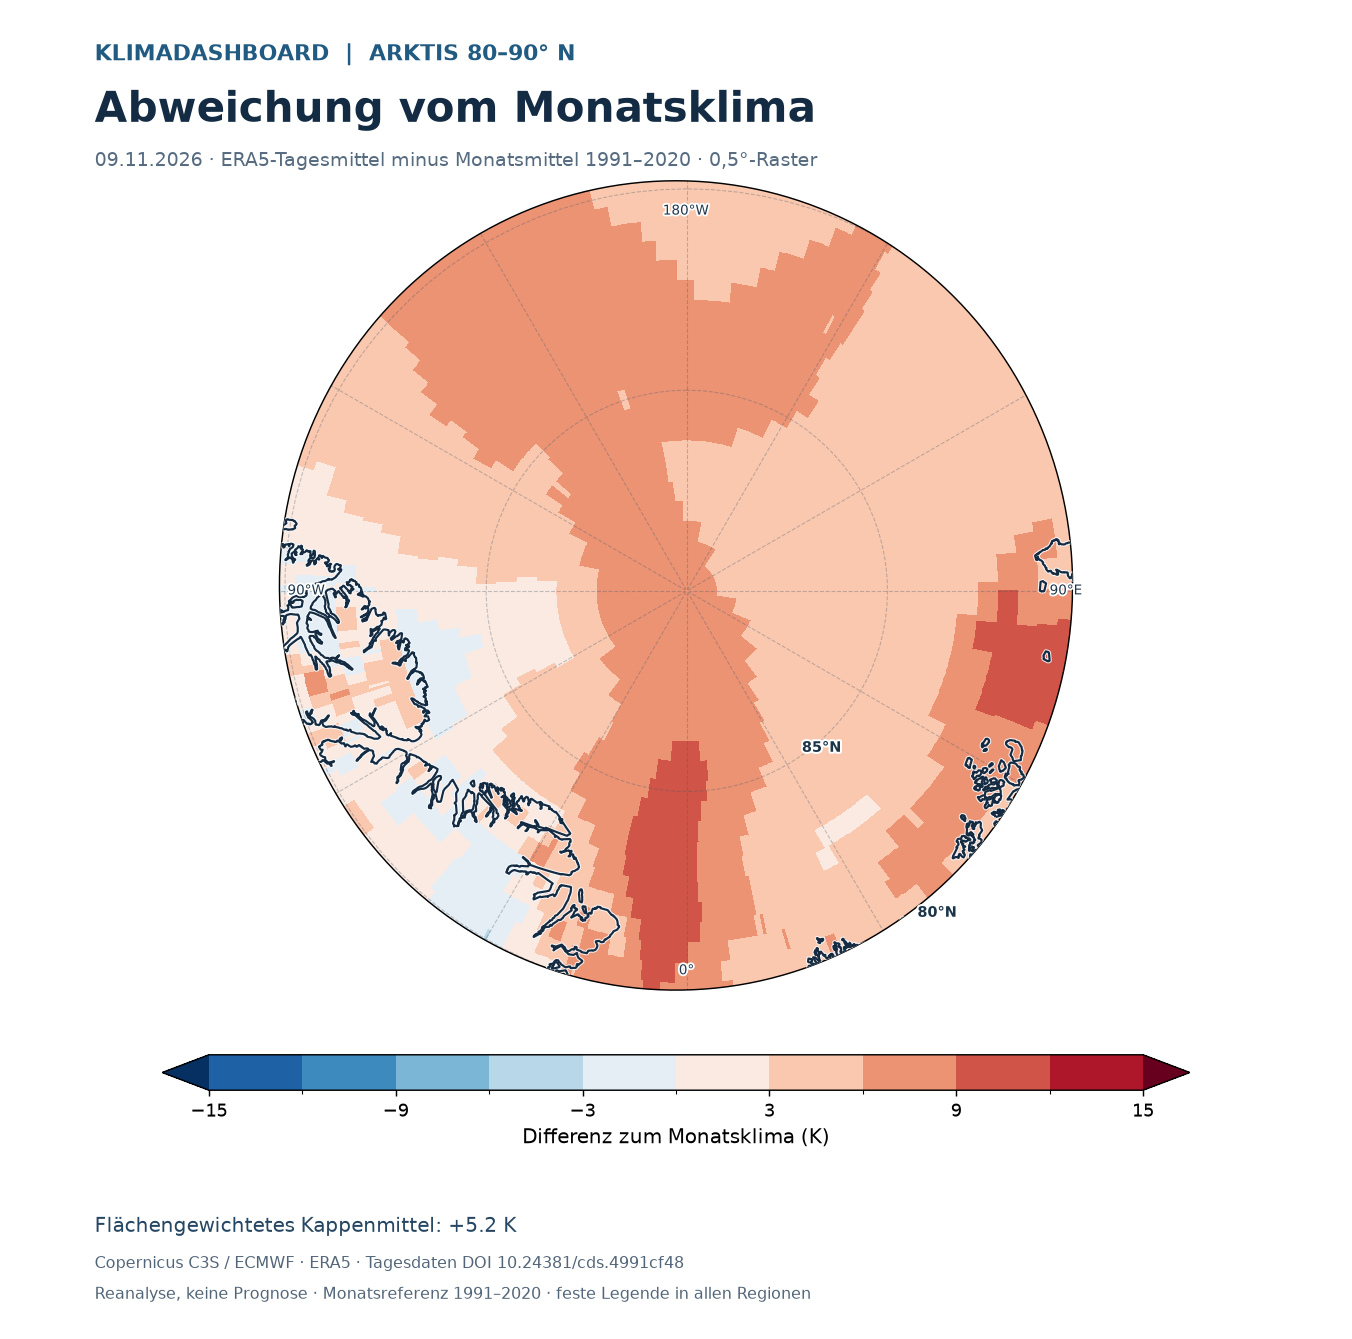 KLIMADASHBOARD | ARKTIS 80–90° N
Abweichung vom Monatsklima
09.11.2026 · ERA5-Tagesmittel minus Monatsmittel 1991–2020 · 0,5°-Raster
180°W
90°W
90°E
85°N
80°N
0°
−15 −9 −3 3 9 15
Differenz zum Monatsklima (K)
Flächengewichtetes Kappenmittel: +5.2 K
Copernicus C3S / ECMWF · ERA5 · Tagesdaten DOI 10.24381/cds.4991cf48
Reanalyse, keine Prognose · Monatsreferenz 1991–2020 · feste Legende in allen Regionen